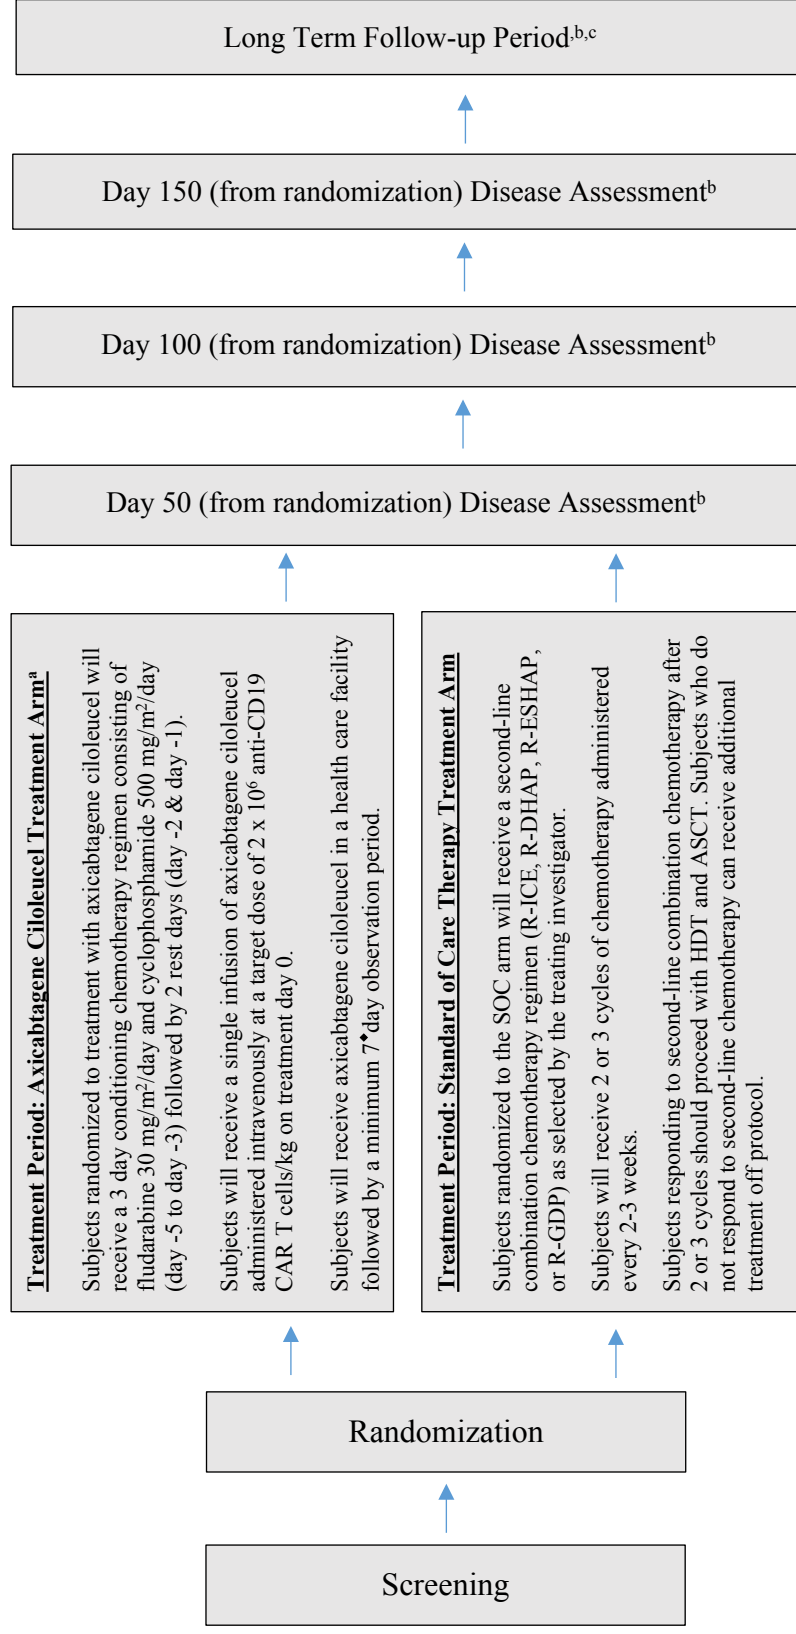 Long Term Follow-up Period,b,c
Day 150 (from randomization) Disease Assessmentb
Day 100 (from randomization) Disease Assessmentb
Day 50 (from randomization) Disease Assessmentb
Treatment Period: Axicabtagene Ciloleucel Treatment Arma
Subjects randomized to treatment with axicabtagene ciloleucel will
receive a 3 day conditioning chemotherapy regimen consisting of
fludarabine 30 mg/m2/day and cyclophosphamide 500 mg/m2/day
(day -5 to day -3) followed by 2 rest days (day -2 & day -1).
Subjects will receive a single infusion of axicabtagene ciloleucel
administered intravenously at a target dose of 2 x 10⁶ anti-CD19
CAR T cells/kg on treatment day 0.
Subjects will receive axicabtagene ciloleucel in a health care facility
followed by a minimum 7♦day observation period.
Treatment Period: Standard of Care Therapy Treatment Arm
Subjects randomized to the SOC arm will receive a second-line
combination chemotherapy regimen (R-ICE, R-DHAP, R-ESHAP,
or R-GDP) as selected by the treating investigator.
Subjects will receive 2 or 3 cycles of chemotherapy administered
every 2-3 weeks.
Subjects responding to second-line combination chemotherapy after
2 or 3 cycles should proceed with HDT and ASCT. Subjects who do
not respond to second-line chemotherapy can receive additional
treatment off protocol.
Randomization
Screening